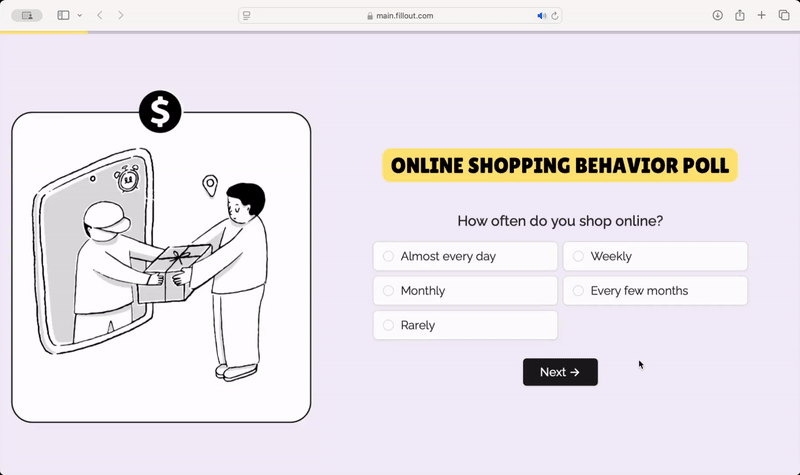 main.fillout.com
$
ONLINE SHOPPING BEHAVIOR POLL
How often do you shop online?
Almost every day
Weekly
Monthly
Every few months
Rarely
Next →